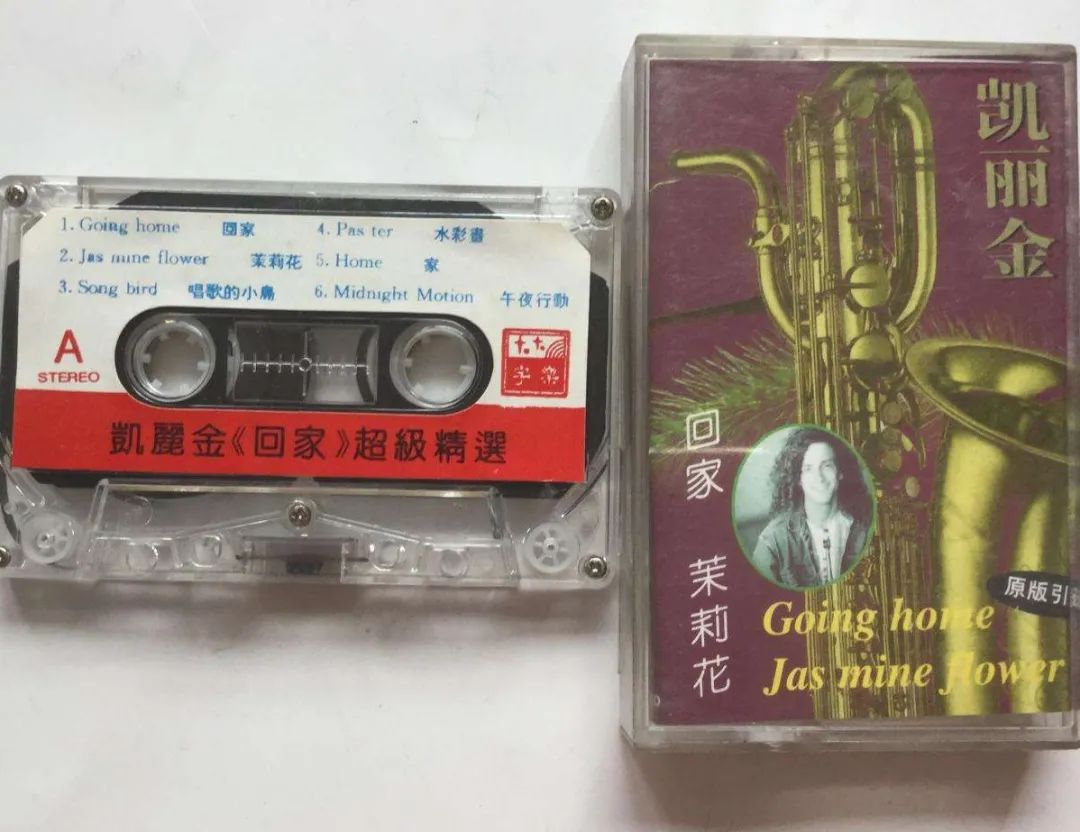 1. Going home 回家
2. Jas mine flower 茉莉花
3. Song bird 唱歌的小鳥
4. Pas ter 水彩畫
5. Home 家
6. Midnight Motion 午夜行動
A
STEREO
凱麗金《回家》超級精選
凯丽金
回家 茉莉花
Going home
Jas mine flower
原版引